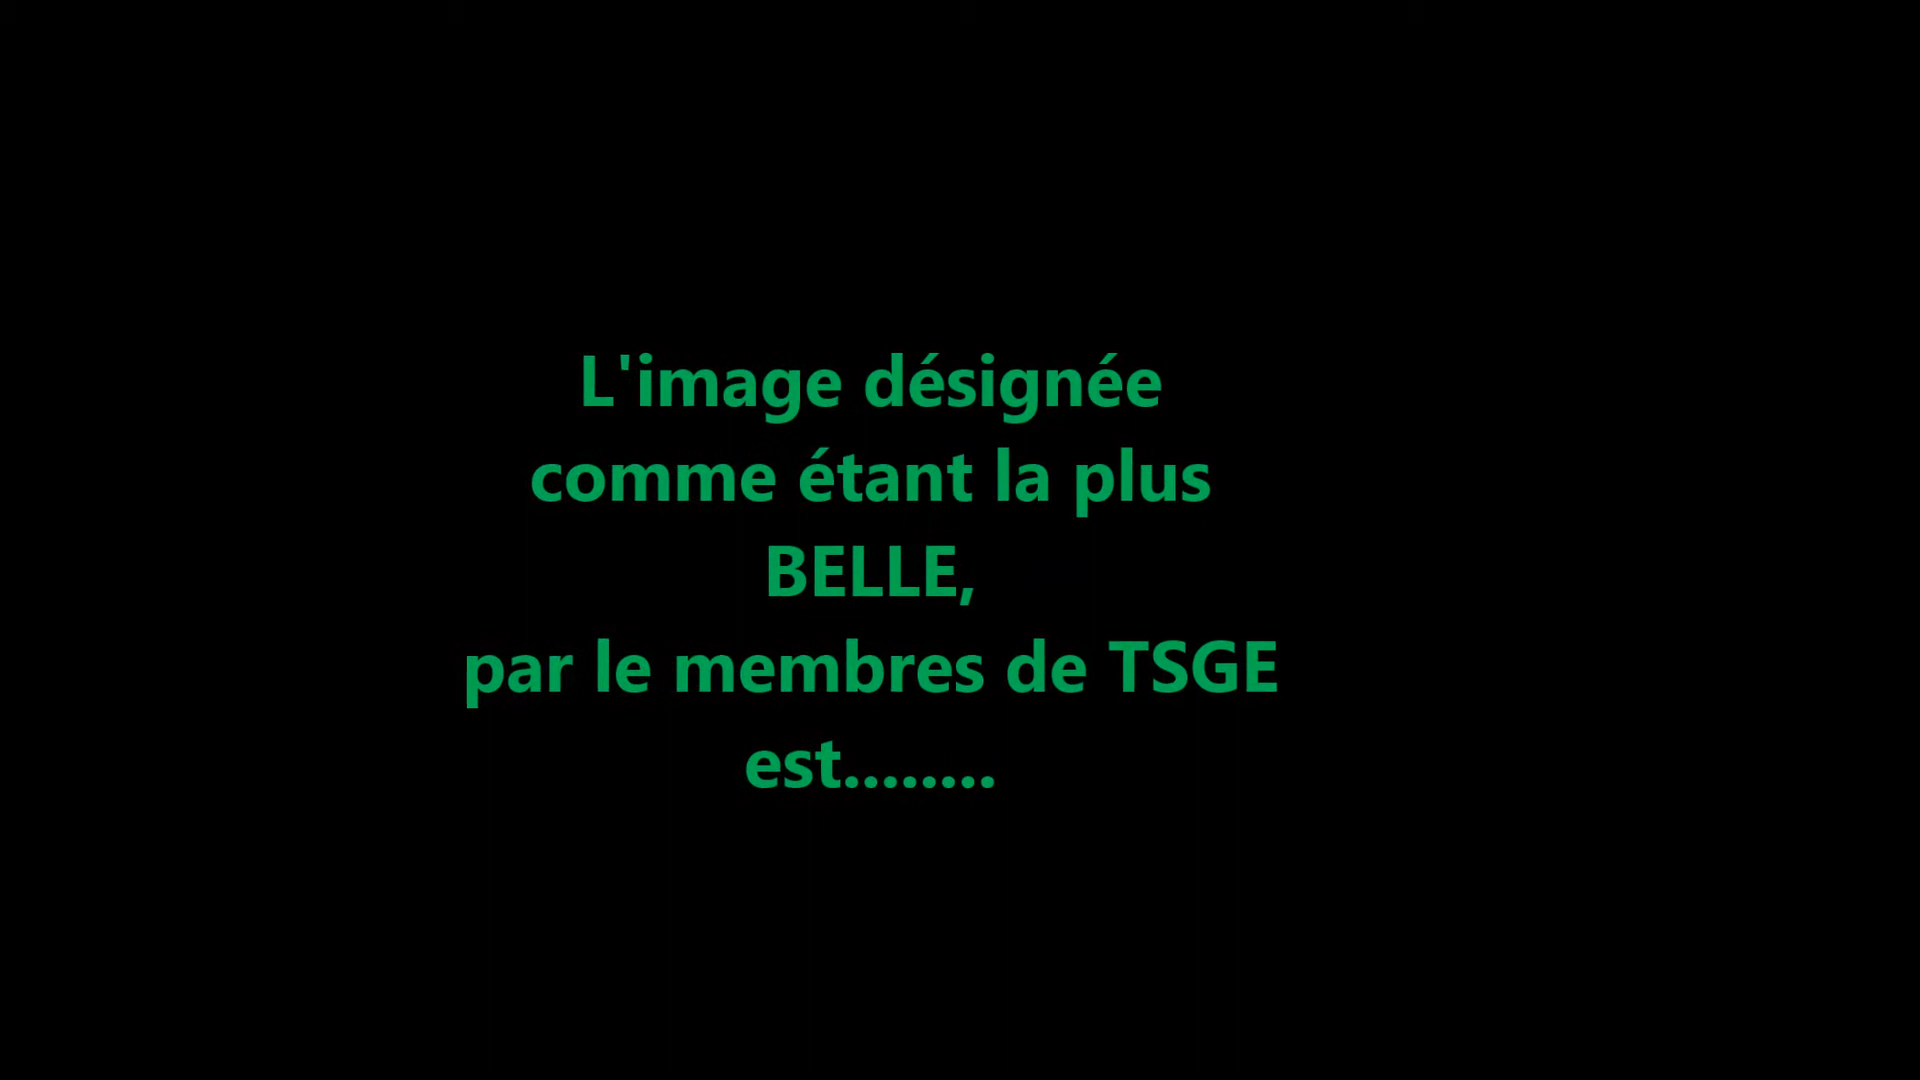 L'image désignée
comme étant la plus
BELLE,
par le membres de TSGE
est........